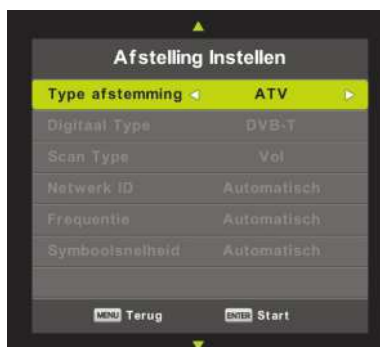 Afstelling Instellen
Type afstemming ATV
Digitaal Type DVB-T
Scan Type Vol
Netwerk ID Automatisch
Frequentie Automatisch
Symboolsnelheid Automatisch
MENU Terug ENTER Start